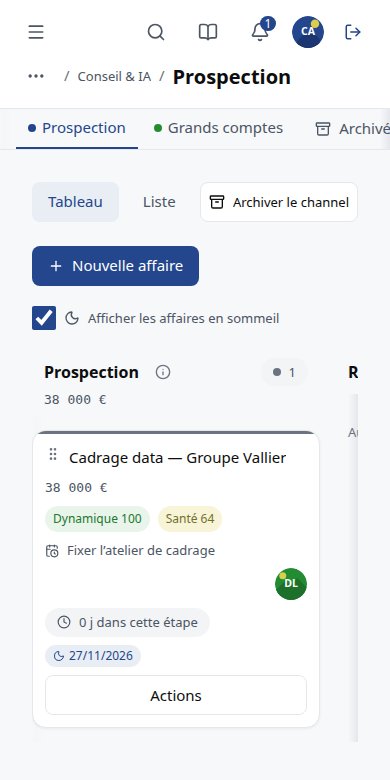 1
CA
/ Conseil & IA / Prospection
Prospection
Grands comptes
Archivé
Tableau
Liste
Archiver le channel
+ Nouvelle affaire
Afficher les affaires en sommeil
Prospection
1
R
38 000 €
Cadrage data — Groupe Vallier
38 000 €
Dynamique 100
Santé 64
Fixer l’atelier de cadrage
DL
0 j dans cette étape
27/11/2026
Actions